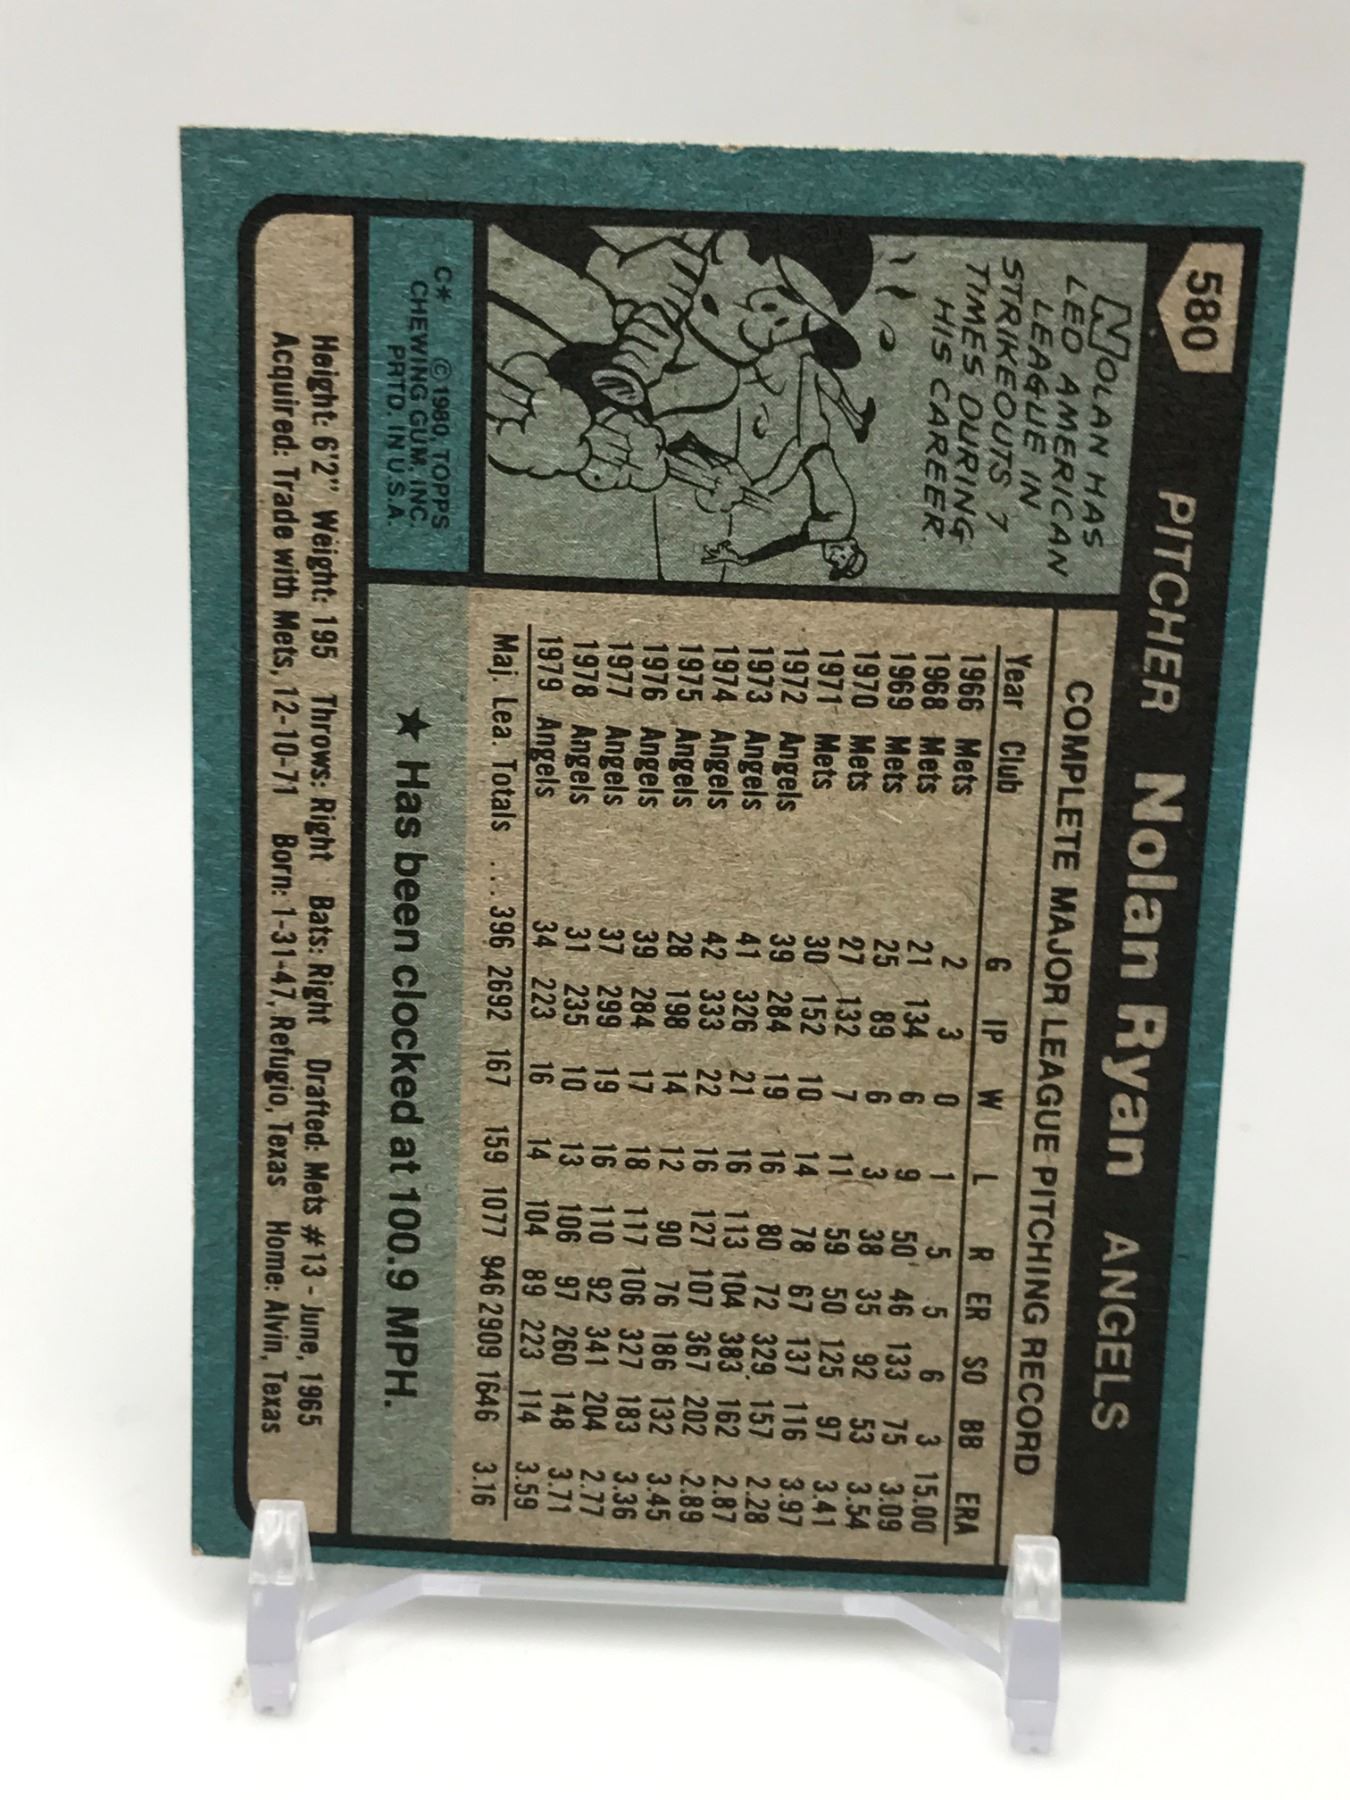 580
PITCHER Nolan Ryan ANGELS
NOLAN HAS
LED AMERICAN
LEAGUE IN
STRIKEOUTS 7
TIMES DURING
HIS CAREER.
C* © 1980, TOPPS
CHEWING GUM, INC.
PRTD. IN U.S.A.
COMPLETE MAJOR LEAGUE PITCHING RECORD
Year Club G IP W L R ER SO BB ERA
1966 Mets 2 3 0 1 5 5 6 3 15.00
1968 Mets 21 134 6 9 50 46 133 75 3.09
1969 Mets 25 89 6 3 38 35 92 53 3.54
1970 Mets 27 132 7 11 59 50 125 97 3.41
1971 Mets 30 152 10 14 78 67 137 116 3.97
1972 Angels 39 284 19 16 80 72 329 157 2.28
1973 Angels 41 326 21 16 113 104 383 162 2.87
1974 Angels 42 333 22 16 127 107 367 202 2.89
1975 Angels 28 198 14 12 90 76 186 132 3.45
1976 Angels 39 284 17 18 117 106 327 183 3.36
1977 Angels 37 299 19 16 110 92 341 204 2.77
1978 Angels 31 235 10 13 106 97 260 148 3.71
1979 Angels 34 223 16 14 104 89 223 114 3.59
Maj. Lea. Totals .... 396 2692 167 159 1077 946 2909 1646 3.16
★ Has been clocked at 100.9 MPH.
Height: 6'2" Weight: 195 Throws: Right Bats: Right Drafted: Mets #13 - June, 1965
Acquired: Trade with Mets, 12-10-71 Born: 1-31-47, Refugio, Texas Home: Alvin, Texas